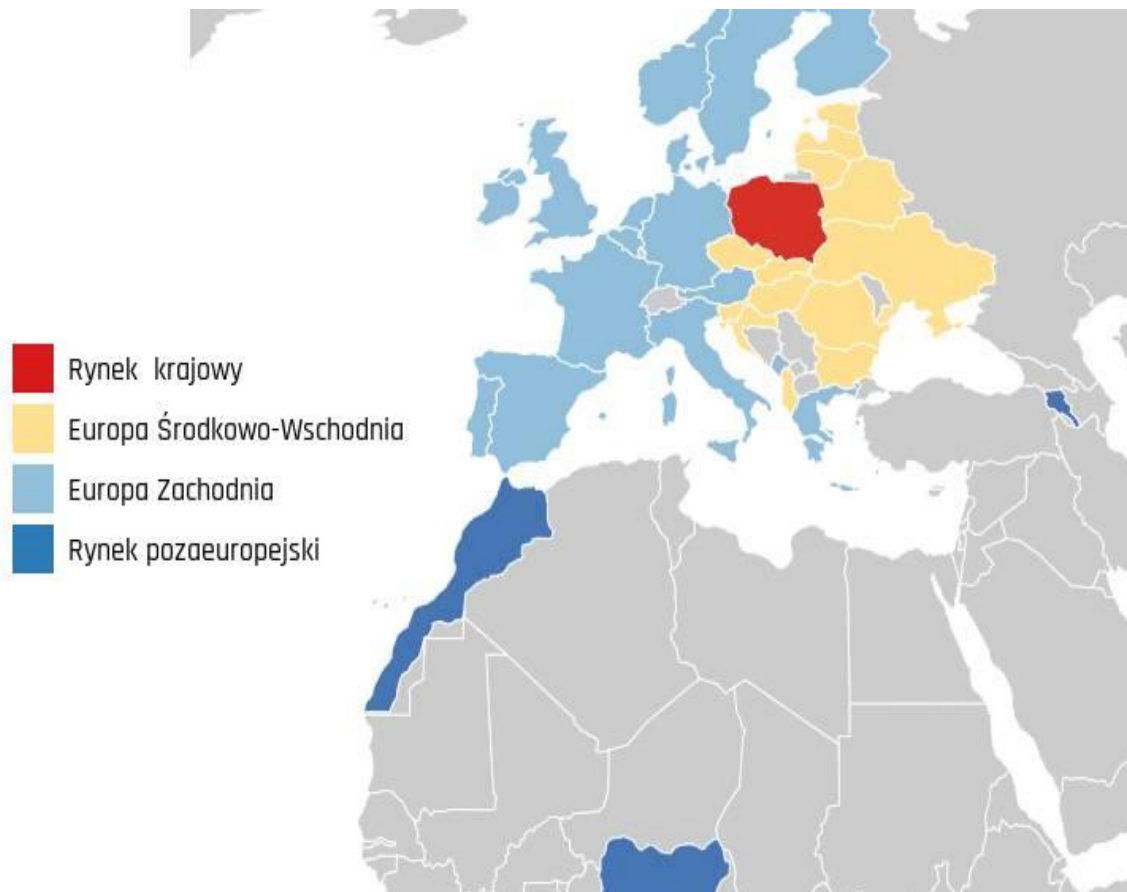 Rynek krajowy
Europa Środkowo-Wschodnia
Europa Zachodnia
Rynek pozaeuropejski